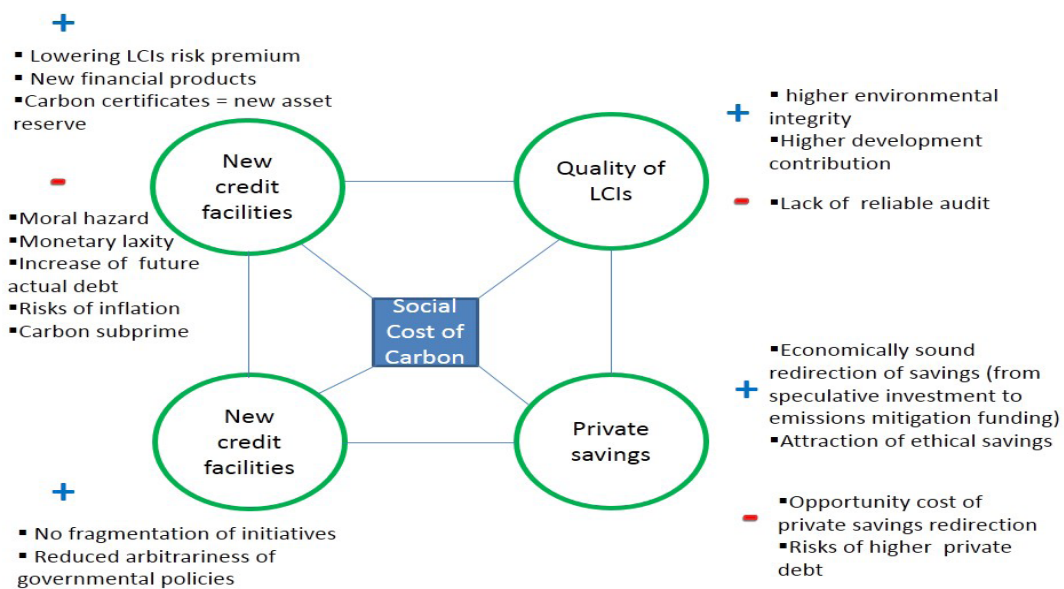 +
▪ Lowering LCIs risk premium
▪ New financial products
▪Carbon certificates = new asset
reserve
-
▪Moral hazard
▪Monetary laxity
▪Increase of future
actual debt
▪Risks of inflation
▪Carbon subprime
New
credit
facilities
Quality of
LCIs
+
▪ higher environmental
integrity
▪Higher development
contribution
-
▪Lack of reliable audit
Social
Cost of
Carbon
New
credit
facilities
Private
savings
+
▪Economically sound
redirection of savings (from
speculative investment to
emissions mitigation funding)
▪Attraction of ethical savings
+
▪ No fragmentation of initiatives
▪ Reduced arbitrariness of
governmental policies
-
▪Opportunity cost of
private savings redirection
▪Risks of higher private
debt